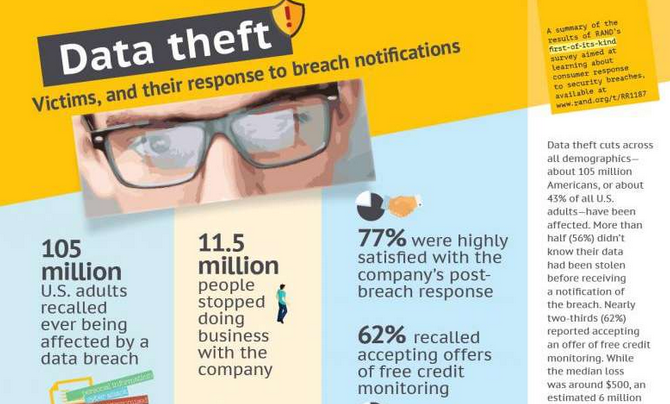 Data theft
Victims, and their response to breach notifications
A summary of the
results of RAND's
first-of-its-kind
survey aimed at
learning about
consumer response
to security breaches,
available at
www.rand.org/t/RR1187
105
million
U.S. adults
recalled
ever being
affected by a
data breach
personal information
11.5
million
people
stopped
doing
business
with the
company
77% were highly
satisfied with the
company's post-
breach response
62% recalled
accepting offers
of free credit
monitoring
Data theft cuts across
all demographics—
about 105 million
Americans, or about
43% of all U.S.
adults—have been
affected. More than
half (56%) didn't
know their data
had been stolen
before receiving
a notification of
the breach. Nearly
two-thirds (62%)
reported accepting
an offer of free credit
monitoring. While
the median loss
was around $500, an
estimated 6 million